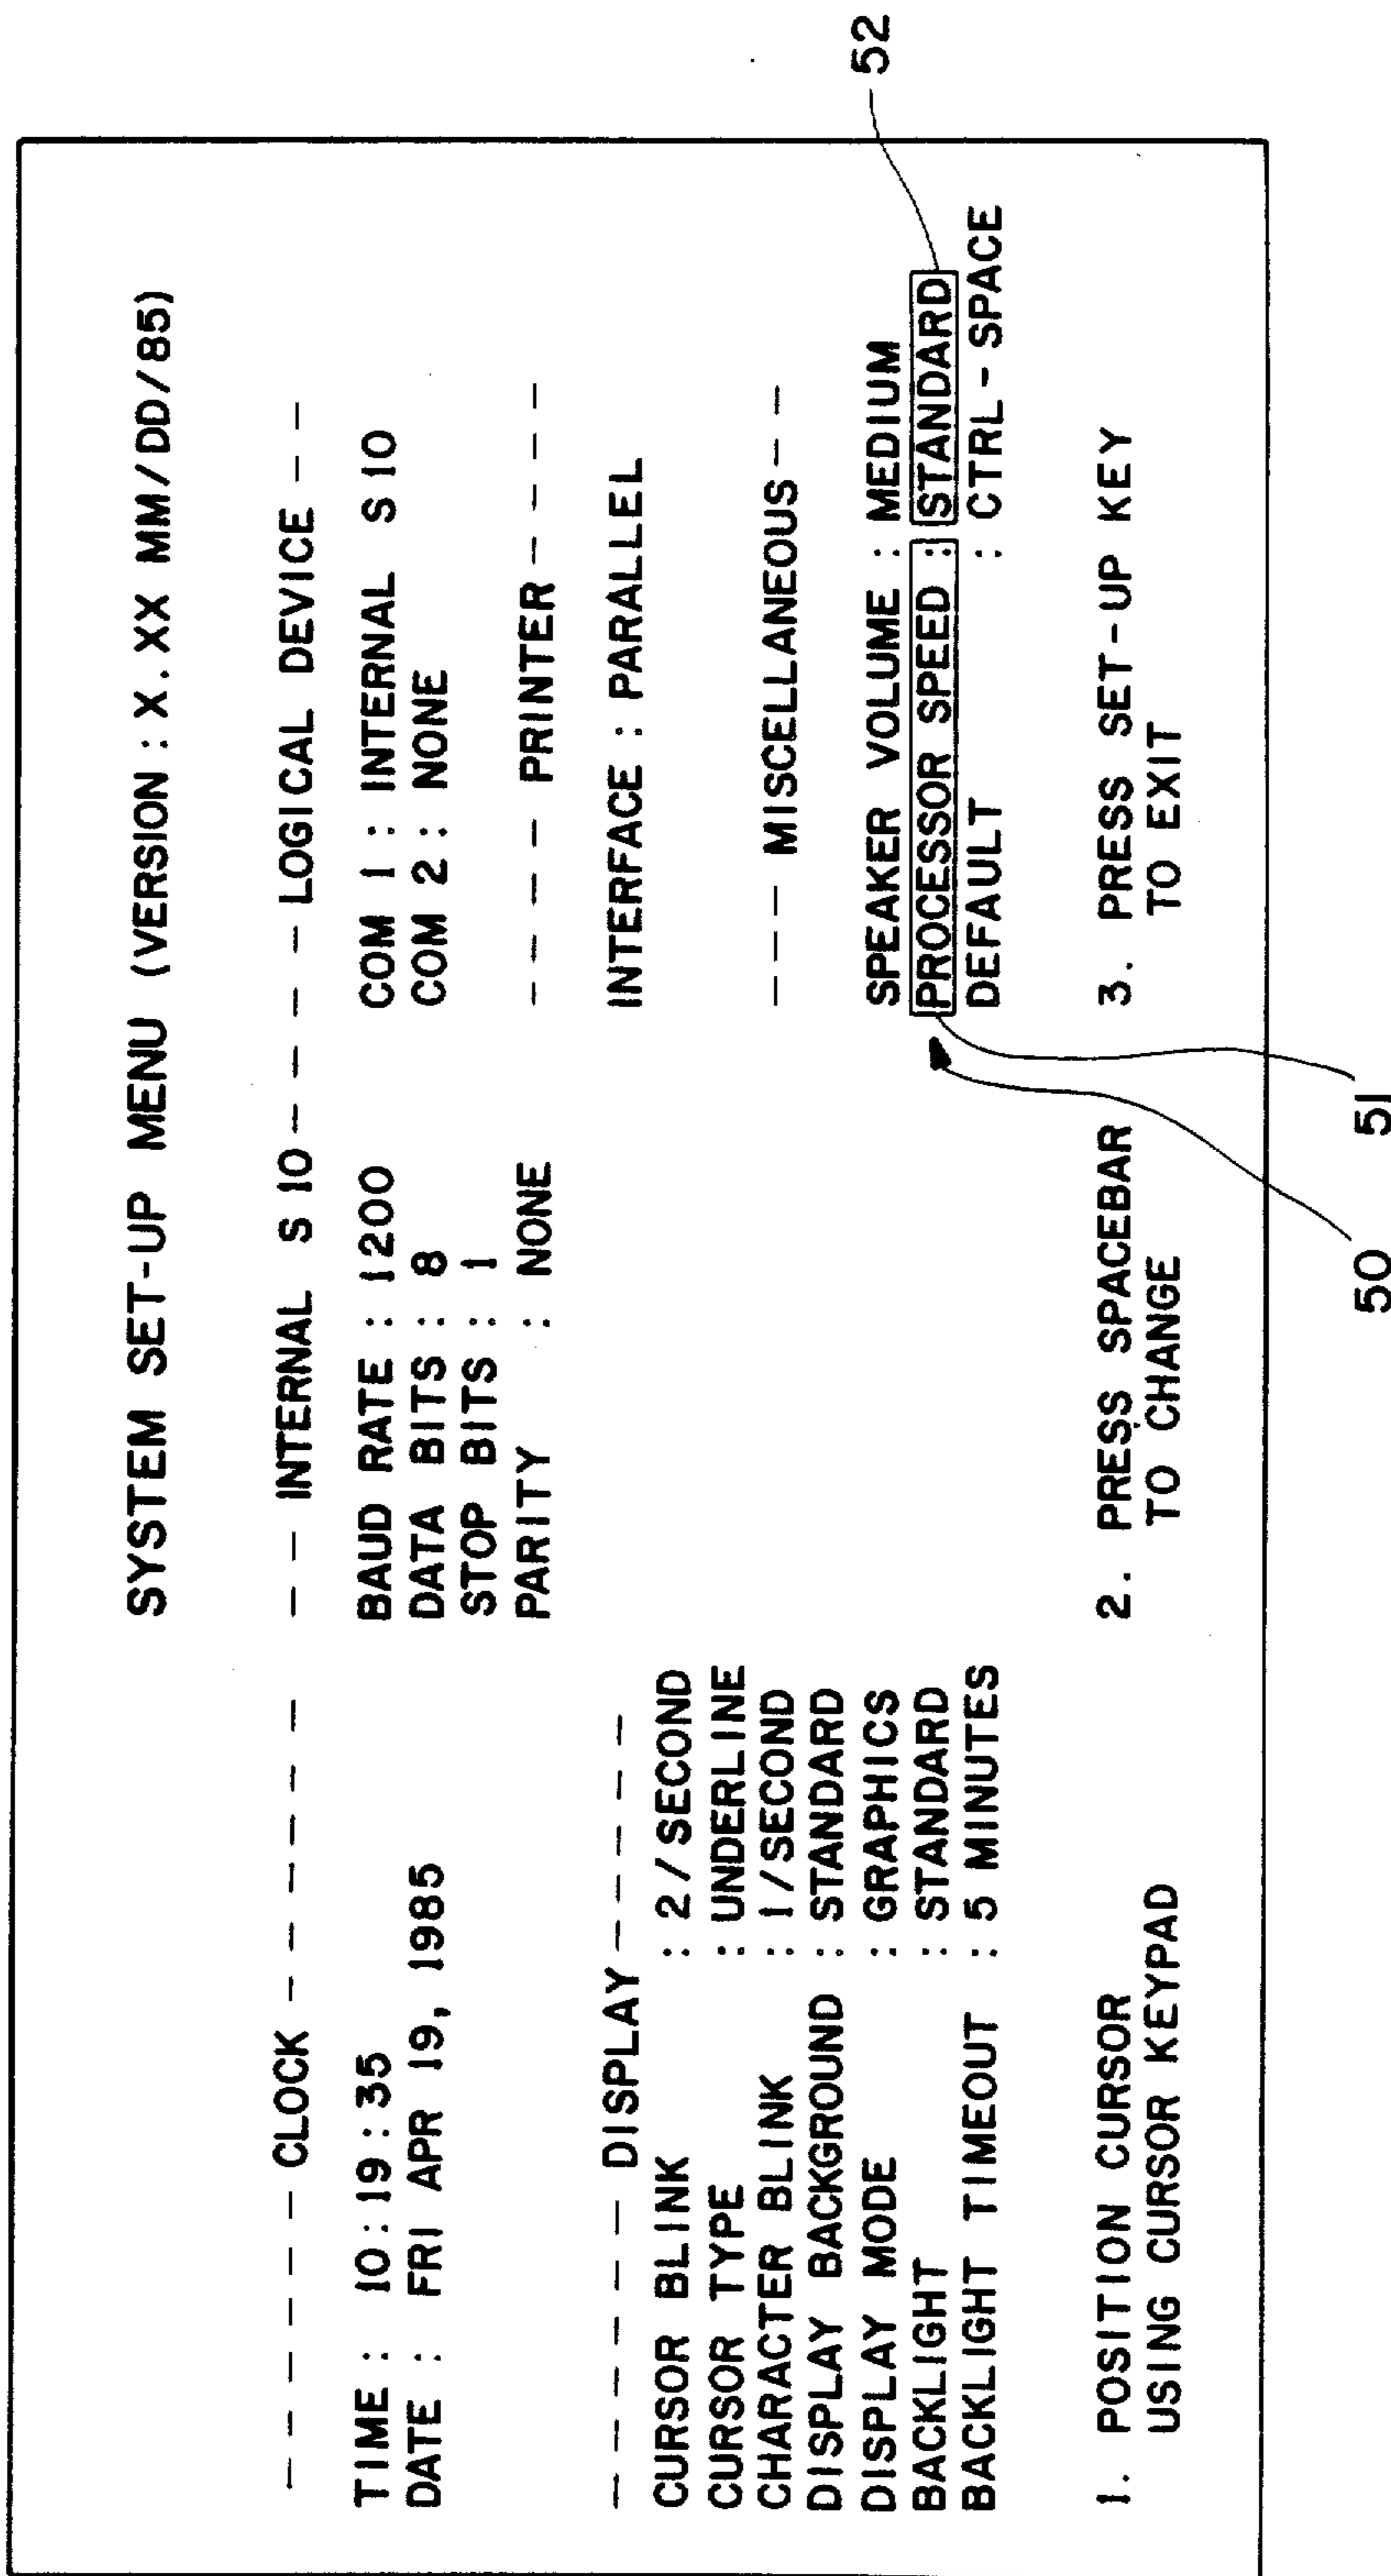 SYSTEM SET-UP MENU (VERSION : X.XX MM/DD/85)
- - - - - CLOCK - - - - - - -
TIME : 10:19:35
DATE : FRI APR 19, 1985
- - INTERNAL S10 - - - - - LOGICAL DEVICE - -
BAUD RATE : 1200
DATA BITS : 8
STOP BITS : 1
PARITY : NONE
COM 1 : INTERNAL S10
COM 2 : NONE
- - - - PRINTER - - - - -
INTERFACE : PARALLEL
- - - - - DISPLAY - - - - - -
CURSOR BLINK : 2/SECOND
CURSOR TYPE : UNDERLINE
CHARACTER BLINK : 1/SECOND
DISPLAY BACKGROUND : STANDARD
DISPLAY MODE : GRAPHICS
BACKLIGHT : STANDARD
BACKLIGHT TIMEOUT : 5 MINUTES
- - - MISCELLANEOUS - - -
SPEAKER VOLUME : MEDIUM
PROCESSOR SPEED : STANDARD
DEFAULT : CTRL-SPACE
1. POSITION CURSOR
USING CURSOR KEYPAD
2. PRESS SPACEBAR
TO CHANGE
3. PRESS SET-UP KEY
TO EXIT
50
51
52